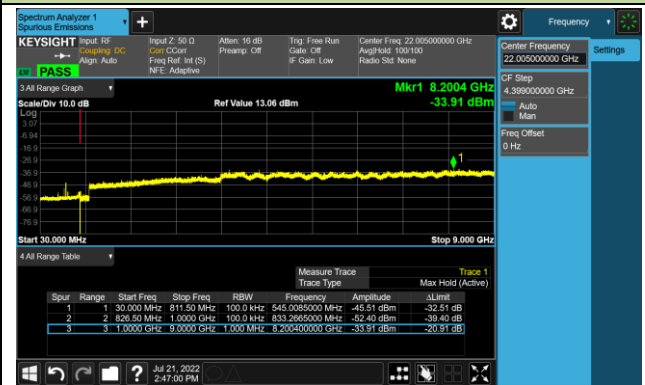 Spectrum Analyzer 1
Spurious Emissions
Frequency
KEYSIGHT
Input: RF
Coupling: DC
Align: Auto
Input Z: 50 Ω
Corr CCorr
Freq Ref: Int (S)
NFE: Adaptive
Atten: 16 dB
Preamp: Off
Trig: Free Run
Gate: Off
IF Gain: Low
Center Freq: 22.005000000 GHz
Avg|Hold: 100/100
Radio Std: None
PASS
3 All Range Graph
Mkr1 8.2004 GHz
Scale/Div 10.0 dB
Ref Value 13.06 dBm
-33.91 dBm
Log
3.07
-6.94
-16.9
-26.9
-36.9
-46.9
-56.9
-66.9
-76.9
1
Start 30.000 MHz
Stop 9.000 GHz
4 All Range Table
Measure Trace Trace 1
Trace Type Max Hold (Active)
Spur Range Start Freq Stop Freq RBW Frequency Amplitude ΔLimit
1 1 30.000 MHz 811.50 MHz 100.0 kHz 545.0085000 MHz -45.51 dBm -32.51 dB
2 2 826.50 MHz 1.0000 GHz 100.0 kHz 833.2665000 MHz -52.40 dBm -39.40 dB
3 3 1.0000 GHz 9.0000 GHz 1.000 MHz 8.200400000 GHz -33.91 dBm -20.91 dB
Jul 21, 2022
2:47:00 PM
Center Frequency
22.005000000 GHz
Settings
CF Step
4.399000000 GHz
Auto
Man
Freq Offset
0 Hz